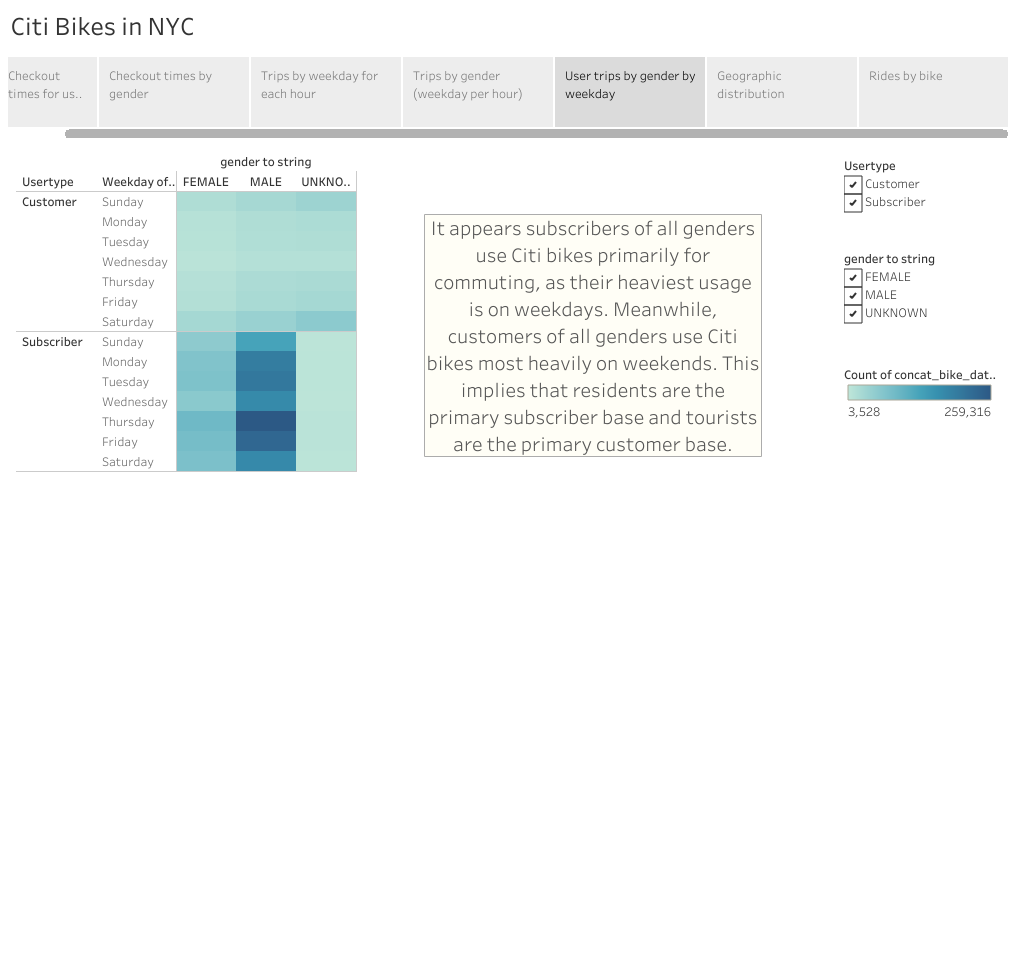 Citi Bikes in NYC
Checkout
times for us..
Checkout times by
gender
Trips by weekday for
each hour
Trips by gender
(weekday per hour)
User trips by gender by
weekday
Geographic
distribution
Rides by bike
gender to string
Usertype Weekday of.. FEMALE MALE UNKNO..
Customer Sunday
Monday
Tuesday
Wednesday
Thursday
Friday
Saturday
Subscriber Sunday
Monday
Tuesday
Wednesday
Thursday
Friday
Saturday
It appears subscribers of all genders
use Citi bikes primarily for
commuting, as their heaviest usage
is on weekdays. Meanwhile,
customers of all genders use Citi
bikes most heavily on weekends. This
implies that residents are the
primary subscriber base and tourists
are the primary customer base.
Usertype
Customer
Subscriber
gender to string
FEMALE
MALE
UNKNOWN
Count of concat_bike_dat..
3,528 259,316